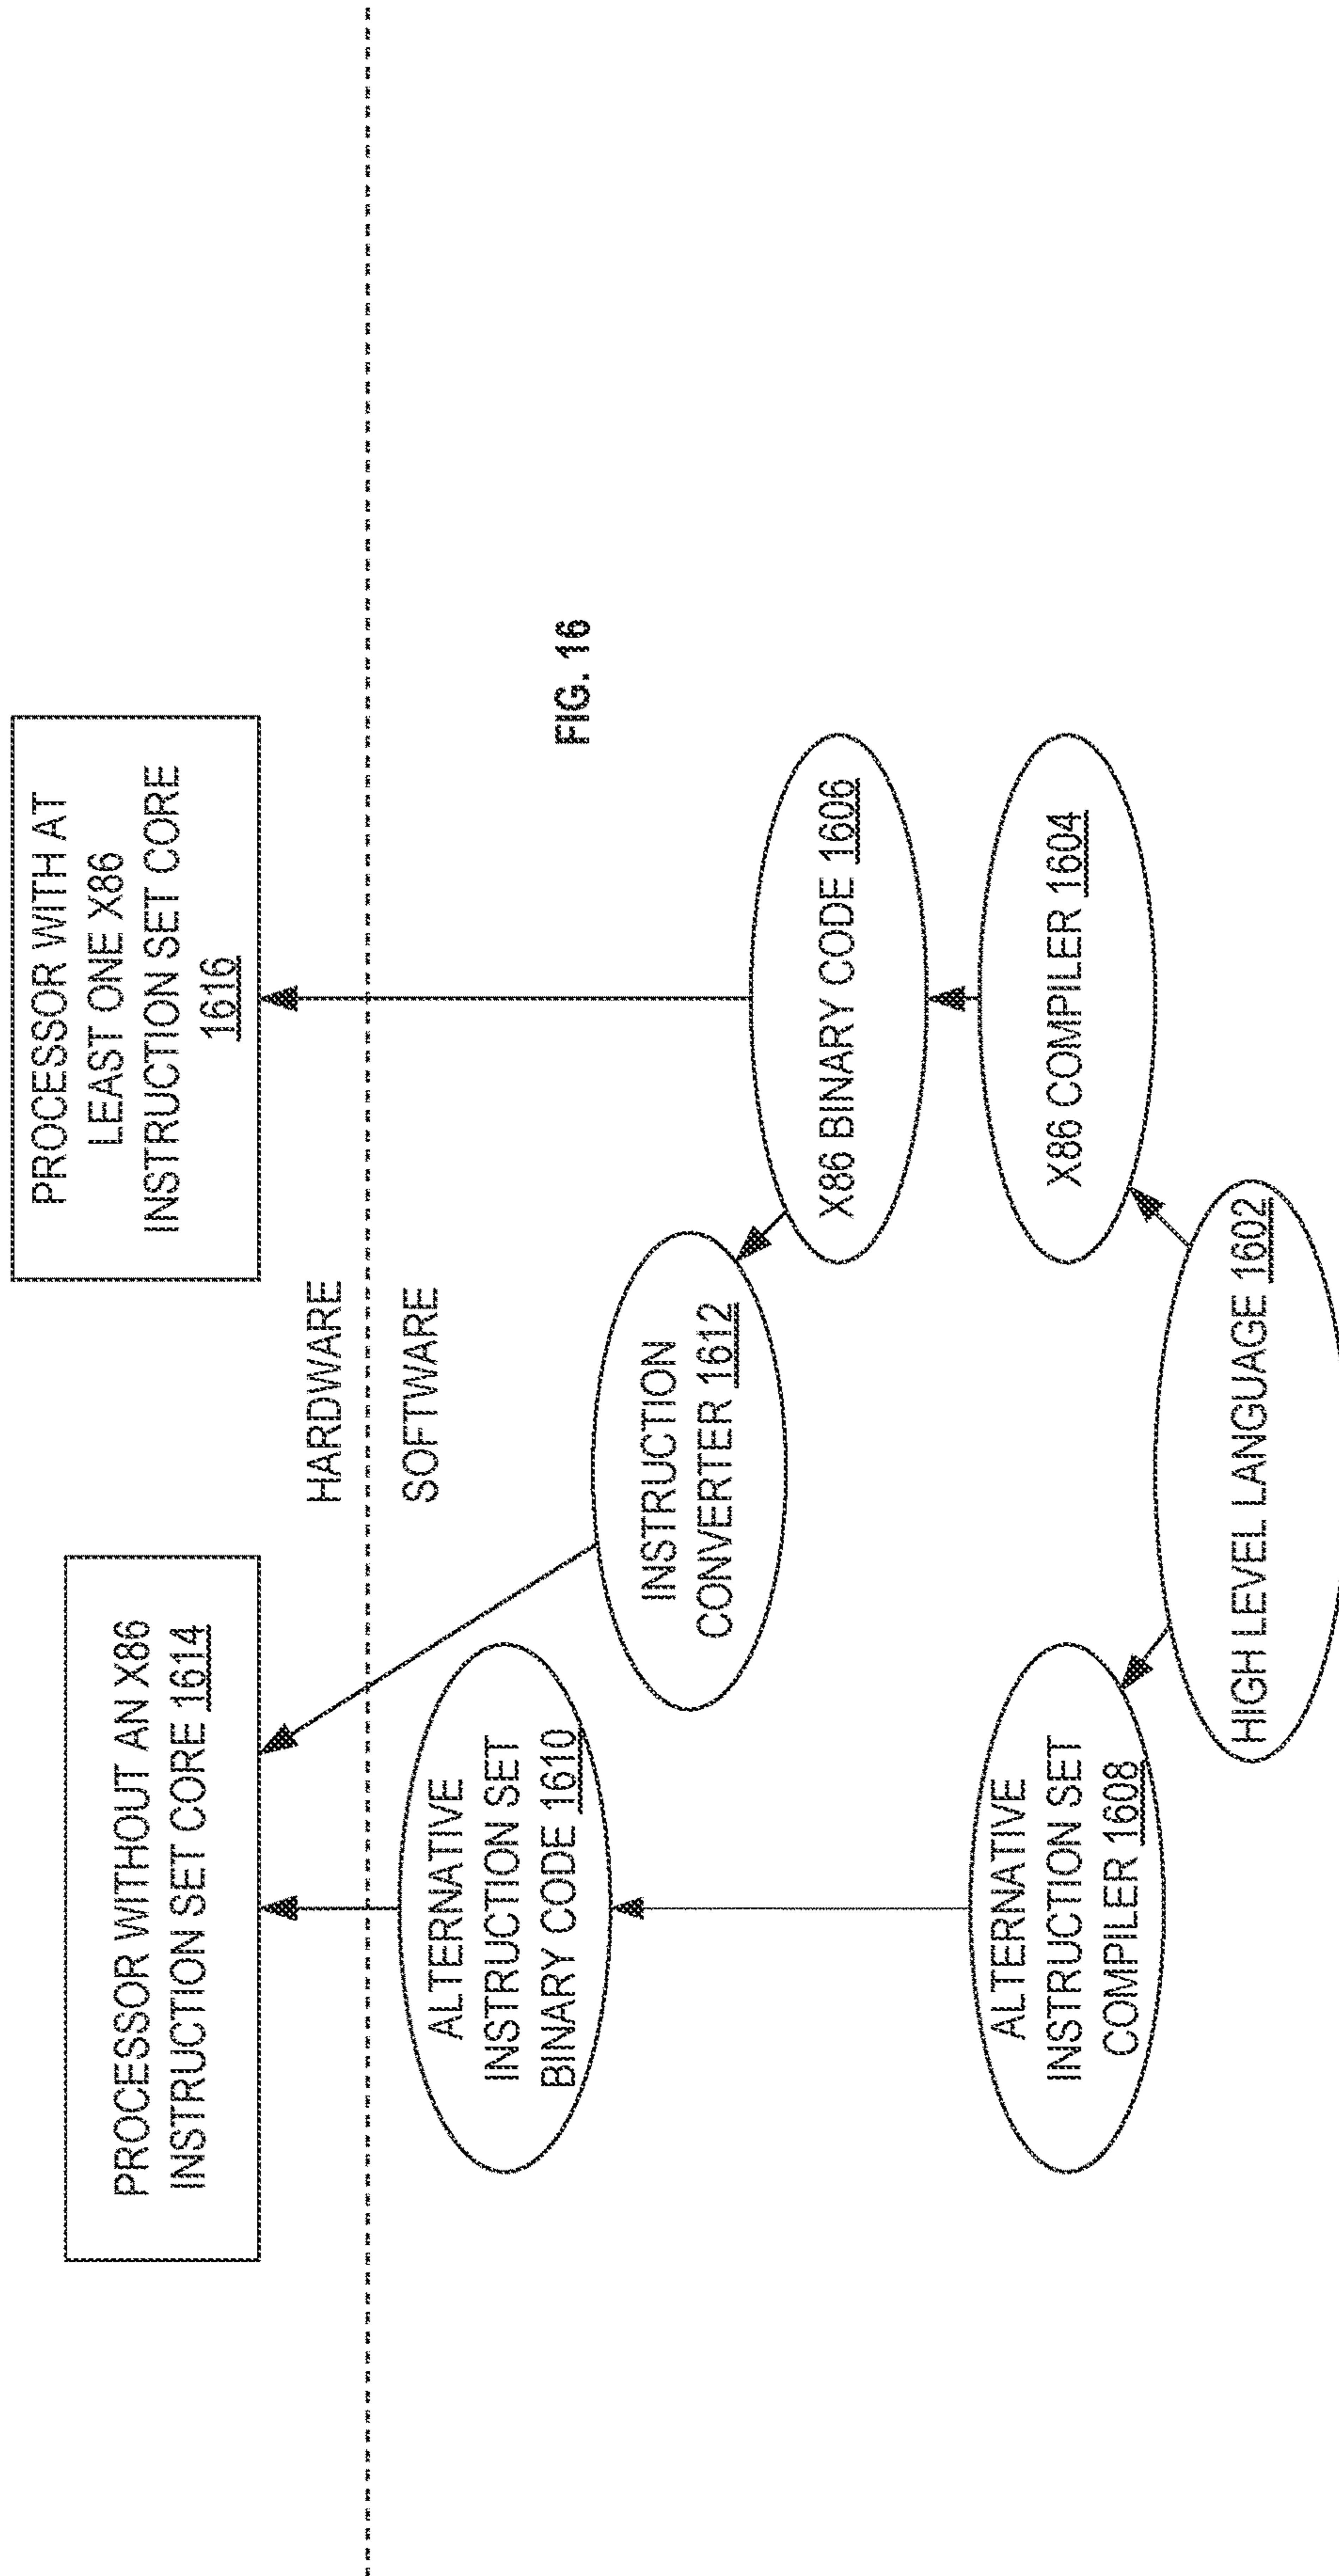 PROCESSOR WITHOUT AN X86
INSTRUCTION SET CORE 1614
PROCESSOR WITH AT
LEAST ONE X86
INSTRUCTION SET CORE
1616
HARDWARE
SOFTWARE
ALTERNATIVE
INSTRUCTION SET
BINARY CODE 1610
INSTRUCTION
CONVERTER 1612
FIG. 16
X86 BINARY CODE 1606
ALTERNATIVE
INSTRUCTION SET
COMPILER 1608
X86 COMPILER 1604
HIGH LEVEL LANGUAGE 1602